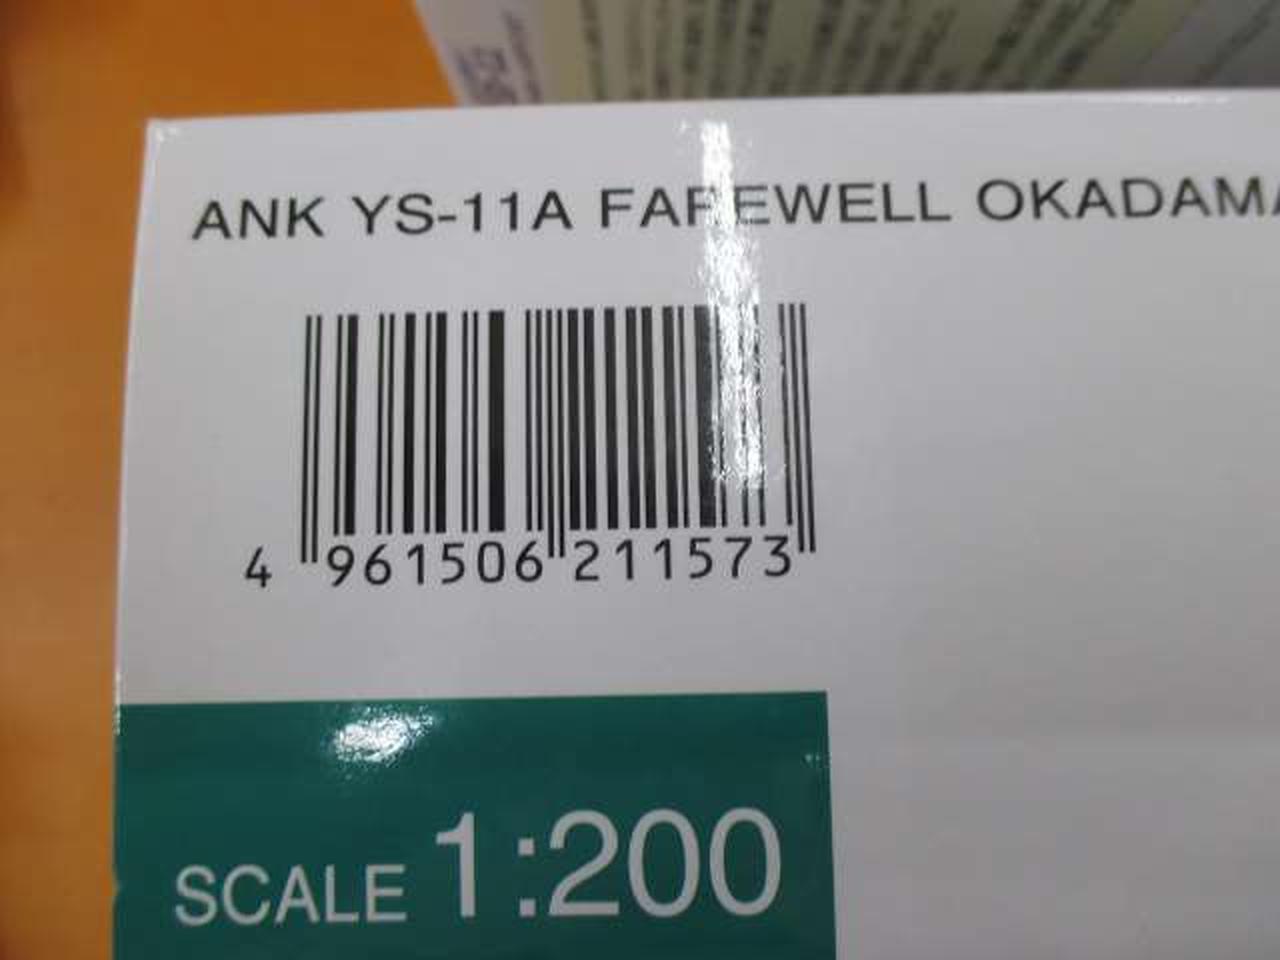 ANK YS-11A FAREWELL OKADAMA
4 961506 211573
SCALE 1:200